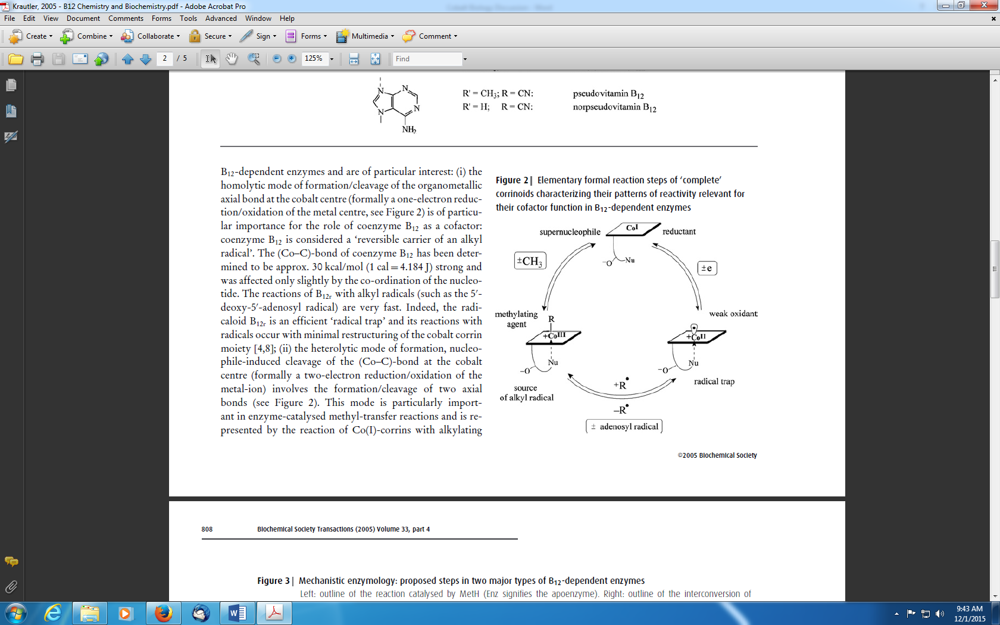 Krautler, 2005 - B12 Chemistry and Biochemistry.pdf - Adobe Acrobat Pro
File Edit View Document Comments Forms Tools Advanced Window Help
Create Combine Collaborate Secure Sign Forms Multimedia Comment
2 / 5 125% Find
N N N N NH₂
R' = CH₃; R = CN: pseudovitamin B₁₂
R' = H; R = CN: norpseudovitamin B₁₂
B₁₂-dependent enzymes and are of particular interest: (i) the
homolytic mode of formation/cleavage of the organometallic
axial bond at the cobalt centre (formally a one-electron reduc-
tion/oxidation of the metal centre, see Figure 2) is of particu-
lar importance for the role of coenzyme B₁₂ as a cofactor:
coenzyme B₁₂ is considered a ‘reversible carrier of an alkyl
radical’. The (Co–C)-bond of coenzyme B₁₂ has been deter-
mined to be approx. 30 kcal/mol (1 cal = 4.184 J) strong and
was affected only slightly by the co-ordination of the nucleo-
tide. The reactions of B₁₂ᵣ with alkyl radicals (such as the 5′-
deoxy-5′-adenosyl radical) are very fast. Indeed, the radi-
caloid B₁₂ᵣ is an efficient ‘radical trap’ and its reactions with
radicals occur with minimal restructuring of the cobalt corrin
moiety [4,8]; (ii) the heterolytic mode of formation, nucleo-
phile-induced cleavage of the (Co–C)-bond at the cobalt
centre (formally a two-electron reduction/oxidation of the
metal-ion) involves the formation/cleavage of two axial
bonds (see Figure 2). This mode is particularly import-
ant in enzyme-catalysed methyl-transfer reactions and is re-
presented by the reaction of Co(I)-corrins with alkylating
Figure 2 | Elementary formal reaction steps of ‘complete’
corrinoids characterizing their patterns of reactivity relevant for
their cofactor function in B₁₂-dependent enzymes
supernucleophile CoI reductant
−O Nu
±CH₃ ±e
methylating
agent
R
+CoIII
−O Nu
source
of alkyl radical
weak oxidant
+CoII
−O Nu
radical trap
+R•
−R•
± adenosyl radical
©2005 Biochemical Society
808 Biochemical Society Transactions (2005) Volume 33, part 4
Figure 3 | Mechanistic enzymology: proposed steps in two major types of B₁₂-dependent enzymes
Left: outline of the reaction catalysed by MetH (Enz signifies the apoenzyme). Right: outline of the interconversion of
9:43 AM
12/1/2015